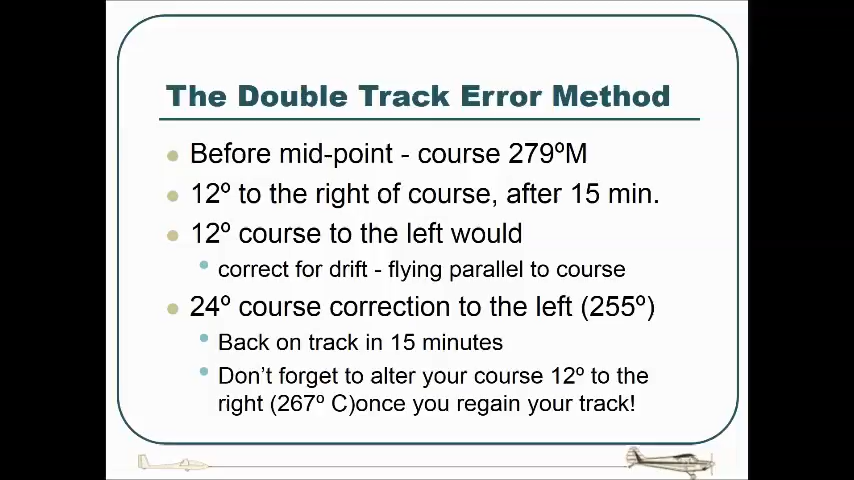 The Double Track Error Method
Before mid-point - course 279ºM
12º to the right of course, after 15 min.
12º course to the left would
correct for drift - flying parallel to course
24º course correction to the left (255º)
Back on track in 15 minutes
Don't forget to alter your course 12º to the
right (267º C)once you regain your track!